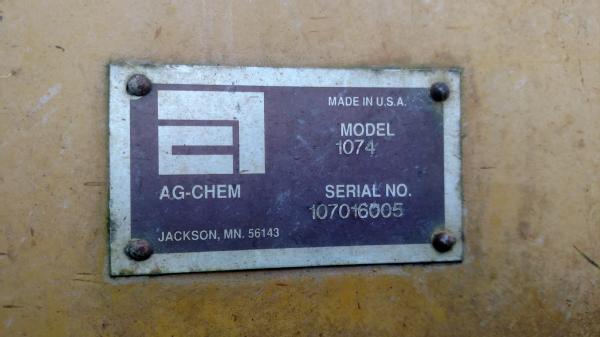 MADE IN U.S.A.
MODEL
1074
AG-CHEM
SERIAL NO.
107016005
JACKSON, MN. 56143